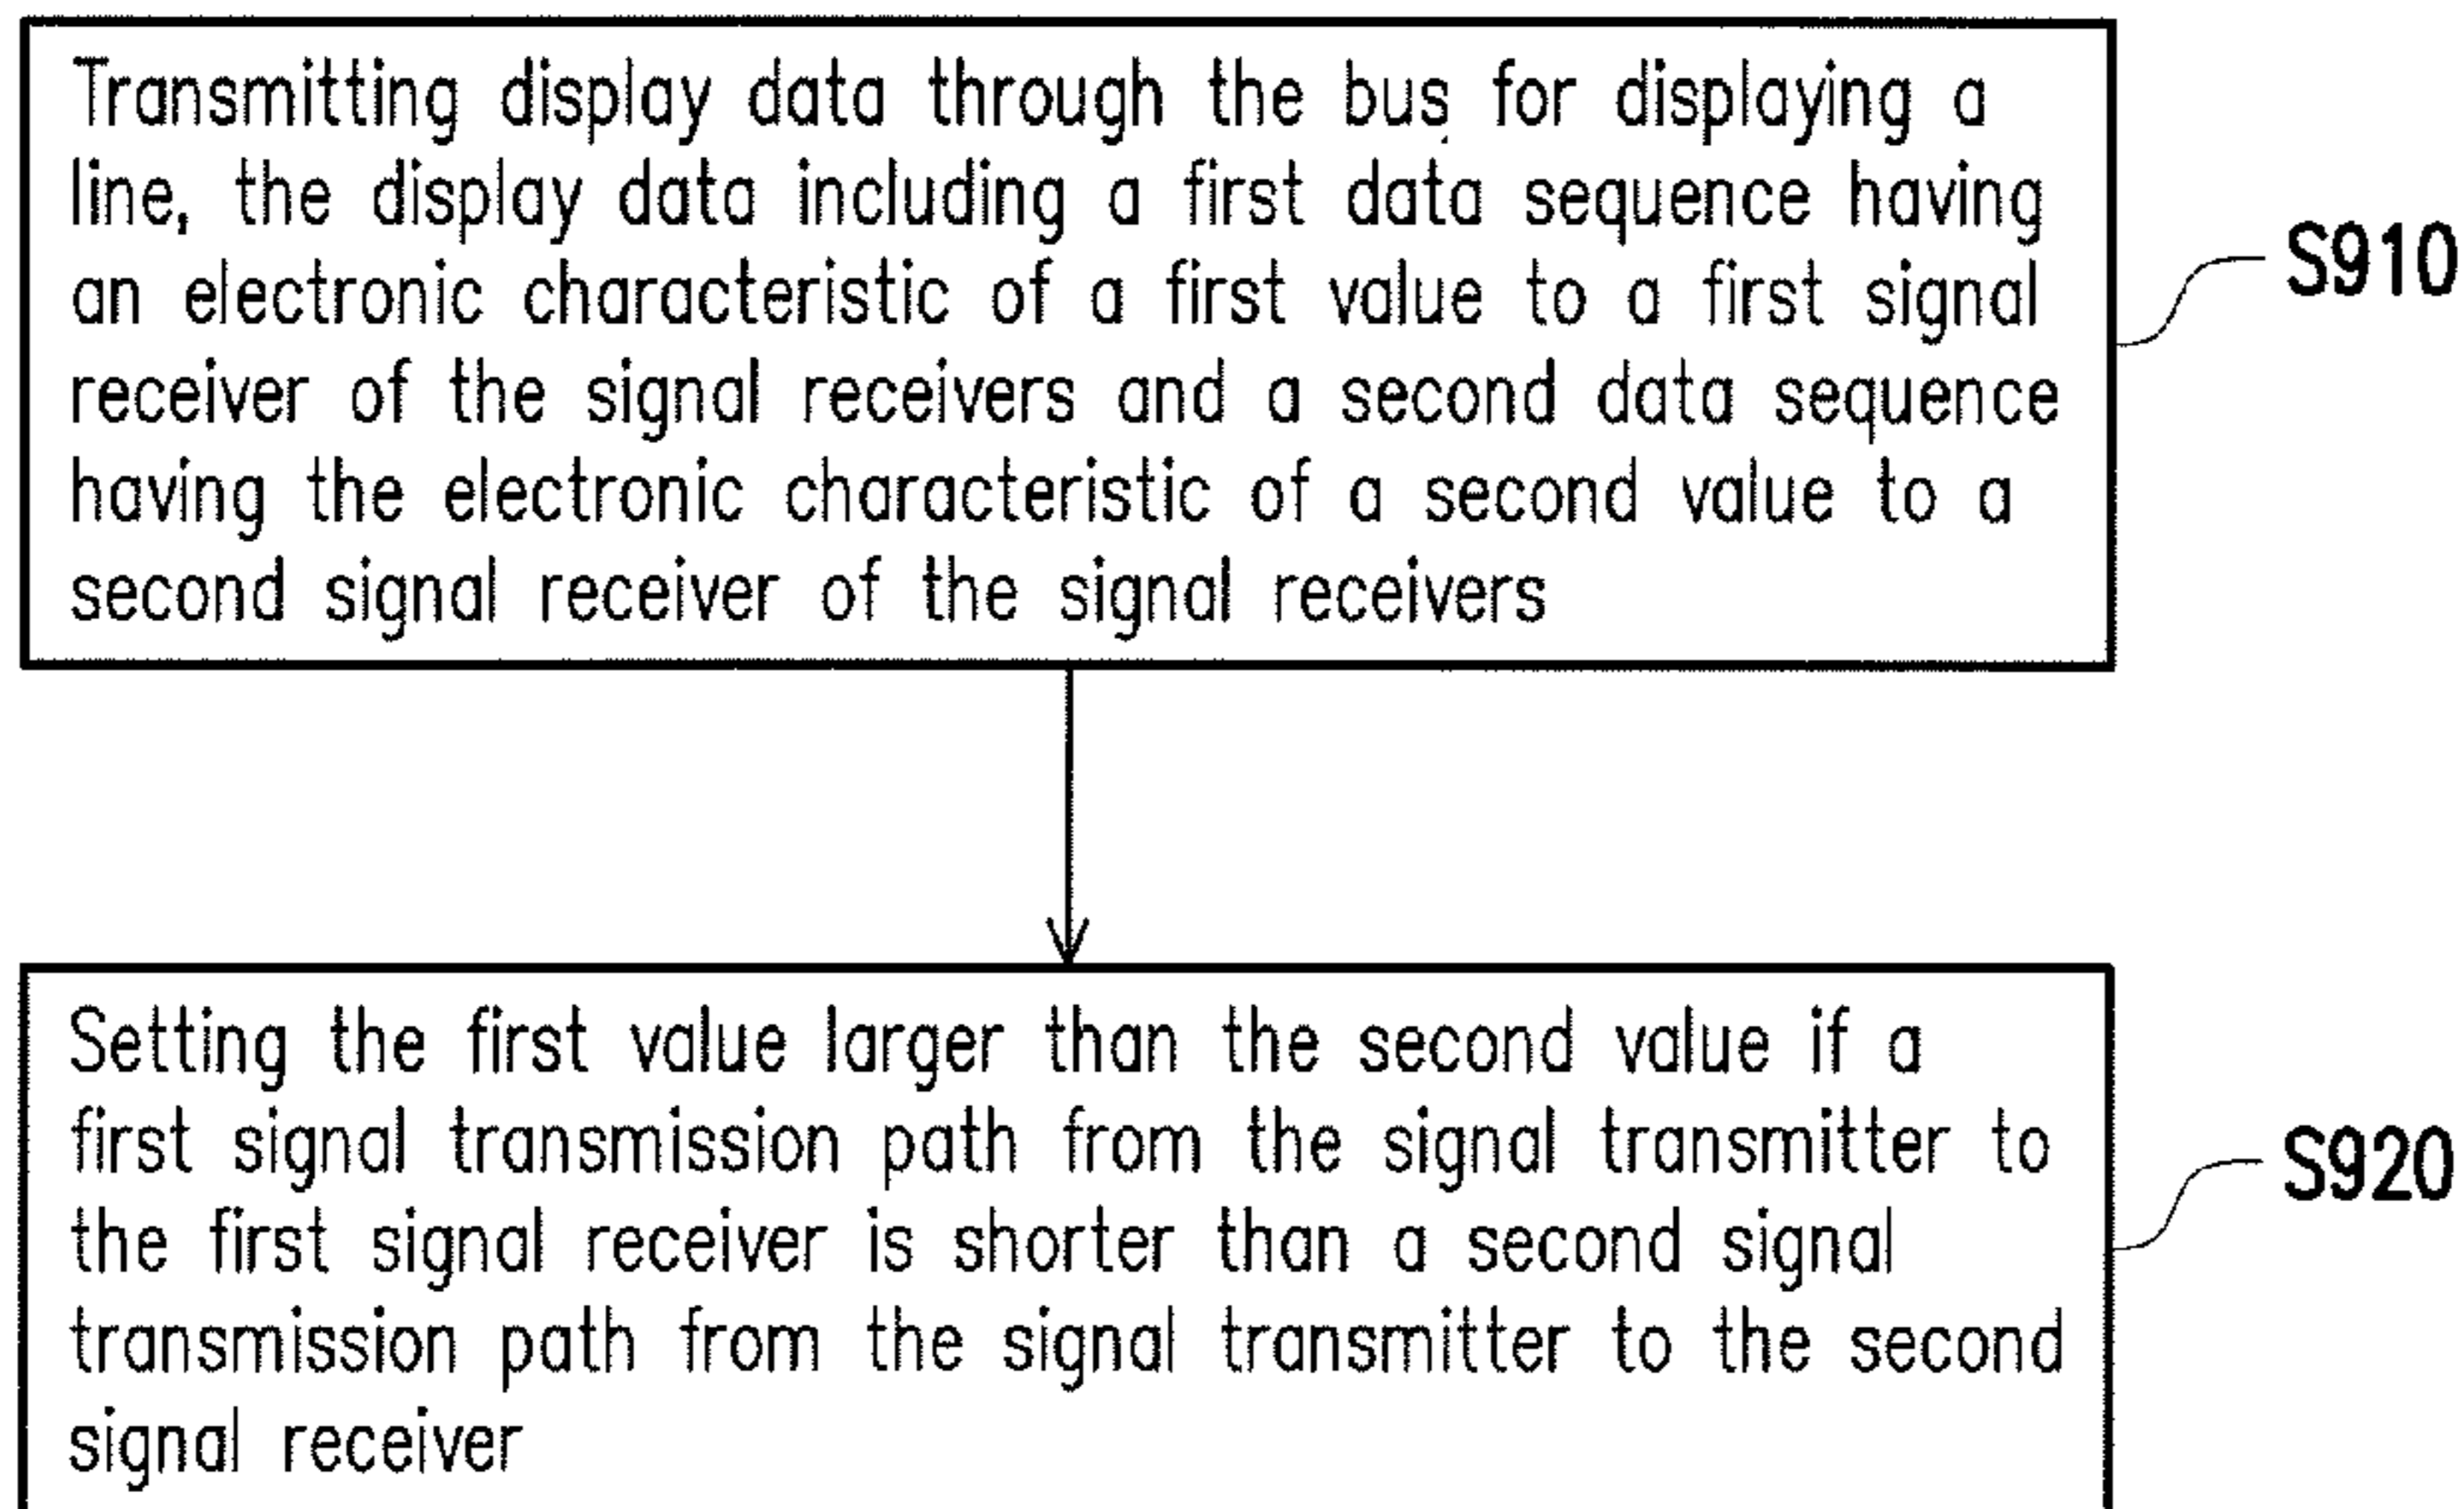 Transmitting display data through the bus for displaying a
line, the display data including a first data sequence having
an electronic characteristic of a first value to a first signal
receiver of the signal receivers and a second data sequence
having the electronic characteristic of a second value to a
second signal receiver of the signal receivers
S910
Setting the first value larger than the second value if a
first signal transmission path from the signal transmitter to
the first signal receiver is shorter than a second signal
transmission path from the signal transmitter to the second
signal receiver
S920